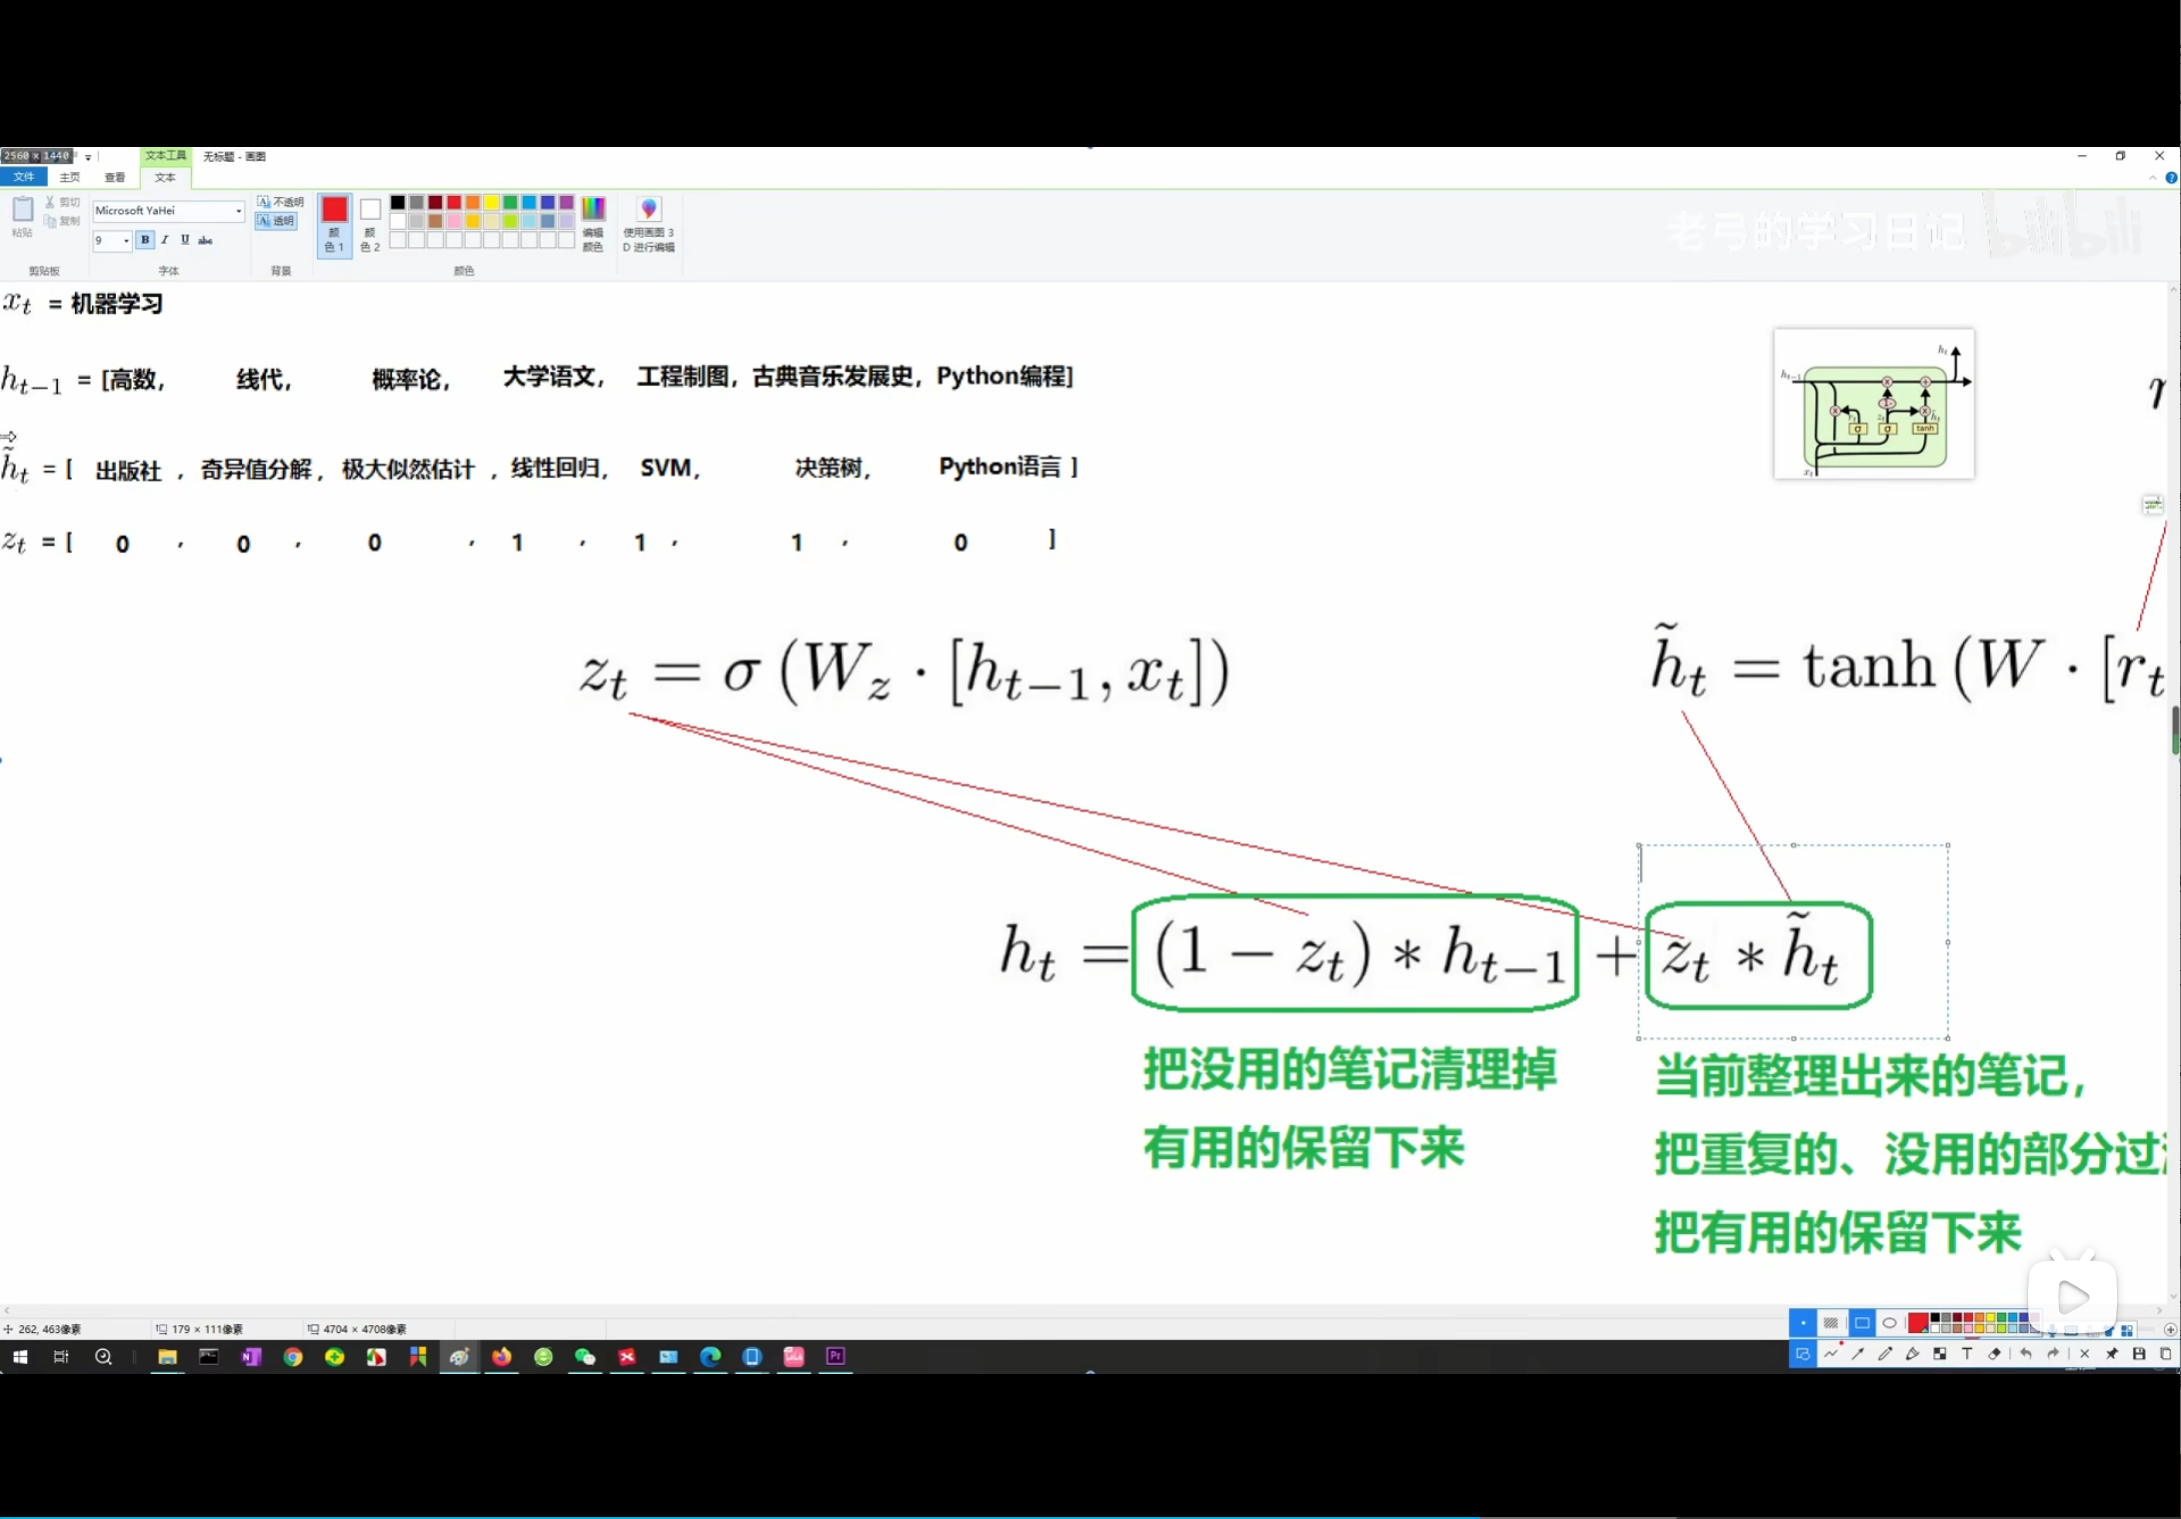 2560 x 1440
文本工具 无标题 - 画图
文件 主页 查看 文本
粘贴 剪切
复制
剪贴板
Microsoft YaHei
9 B I U abc
字体
不透明
透明
背景
颜色 1
颜色 2
编辑颜色
使用画图 3D 进行编辑
颜色
老弓的学习日记 bilibili
x_t = 机器学习
h_{t-1} = [高数, 线代, 概率论, 大学语文, 工程制图, 古典音乐发展史, Python编程]
h̃_t = [ 出版社 , 奇异值分解, 极大似然估计 , 线性回归, SVM, 决策树, Python语言 ]
z_t = [ 0 , 0 , 0 , 1 , 1 , 1 , 0 ]
z_t = σ (W_z · [h_{t-1}, x_t])
h̃_t = tanh (W · [r_t
h_t = (1 − z_t) * h_{t-1} + z_t * h̃_t
把没用的笔记清理掉
有用的保留下来
当前整理出来的笔记,
把重复的、没用的部分过
把有用的保留下来
262, 463像素 179 × 111像素 4704 × 4708像素